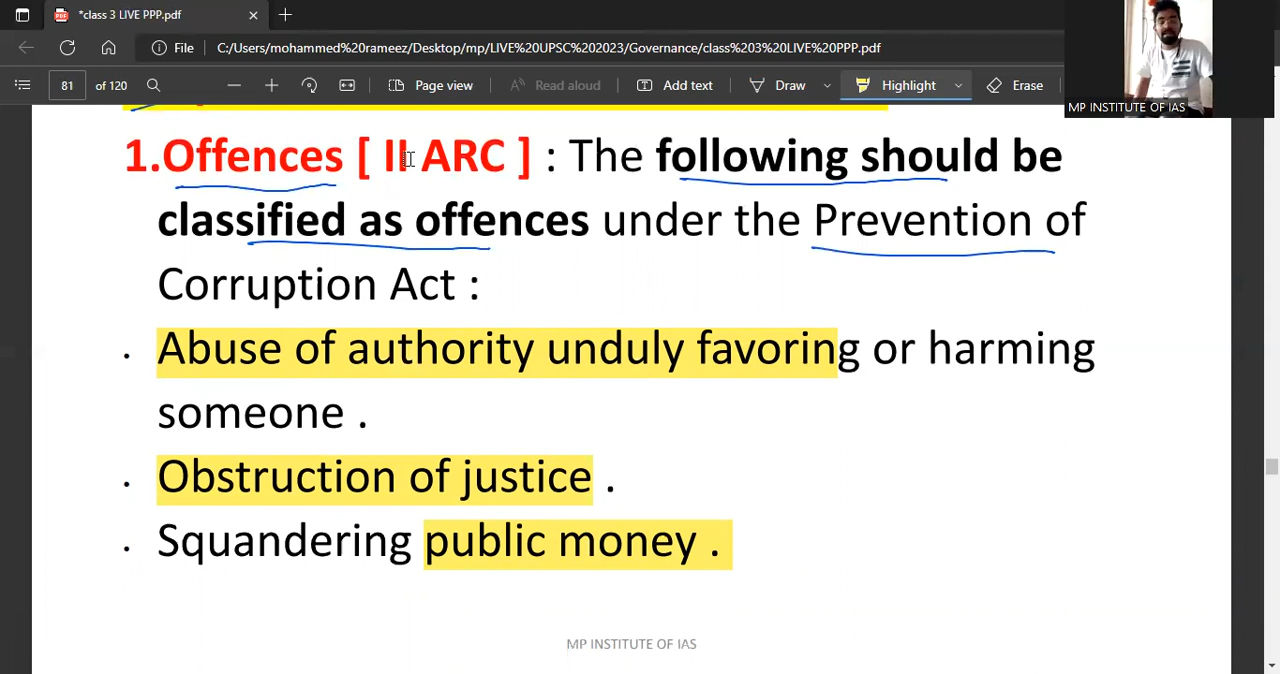 *class 3 LIVE PPP.pdf
File C:/Users/mohammed%20rameez/Desktop/mp/LIVE%20UPSC%202023/Governance/class%203%20LIVE%20PPP.pdf
81 of 120 Page view Read aloud Add text Draw Highlight Erase
MP INSTITUTE OF IAS
1.Offences [ II ARC ] : The following should be
classified as offences under the Prevention of
Corruption Act :
• Abuse of authority unduly favoring or harming
someone .
• Obstruction of justice .
• Squandering public money .
MP INSTITUTE OF IAS